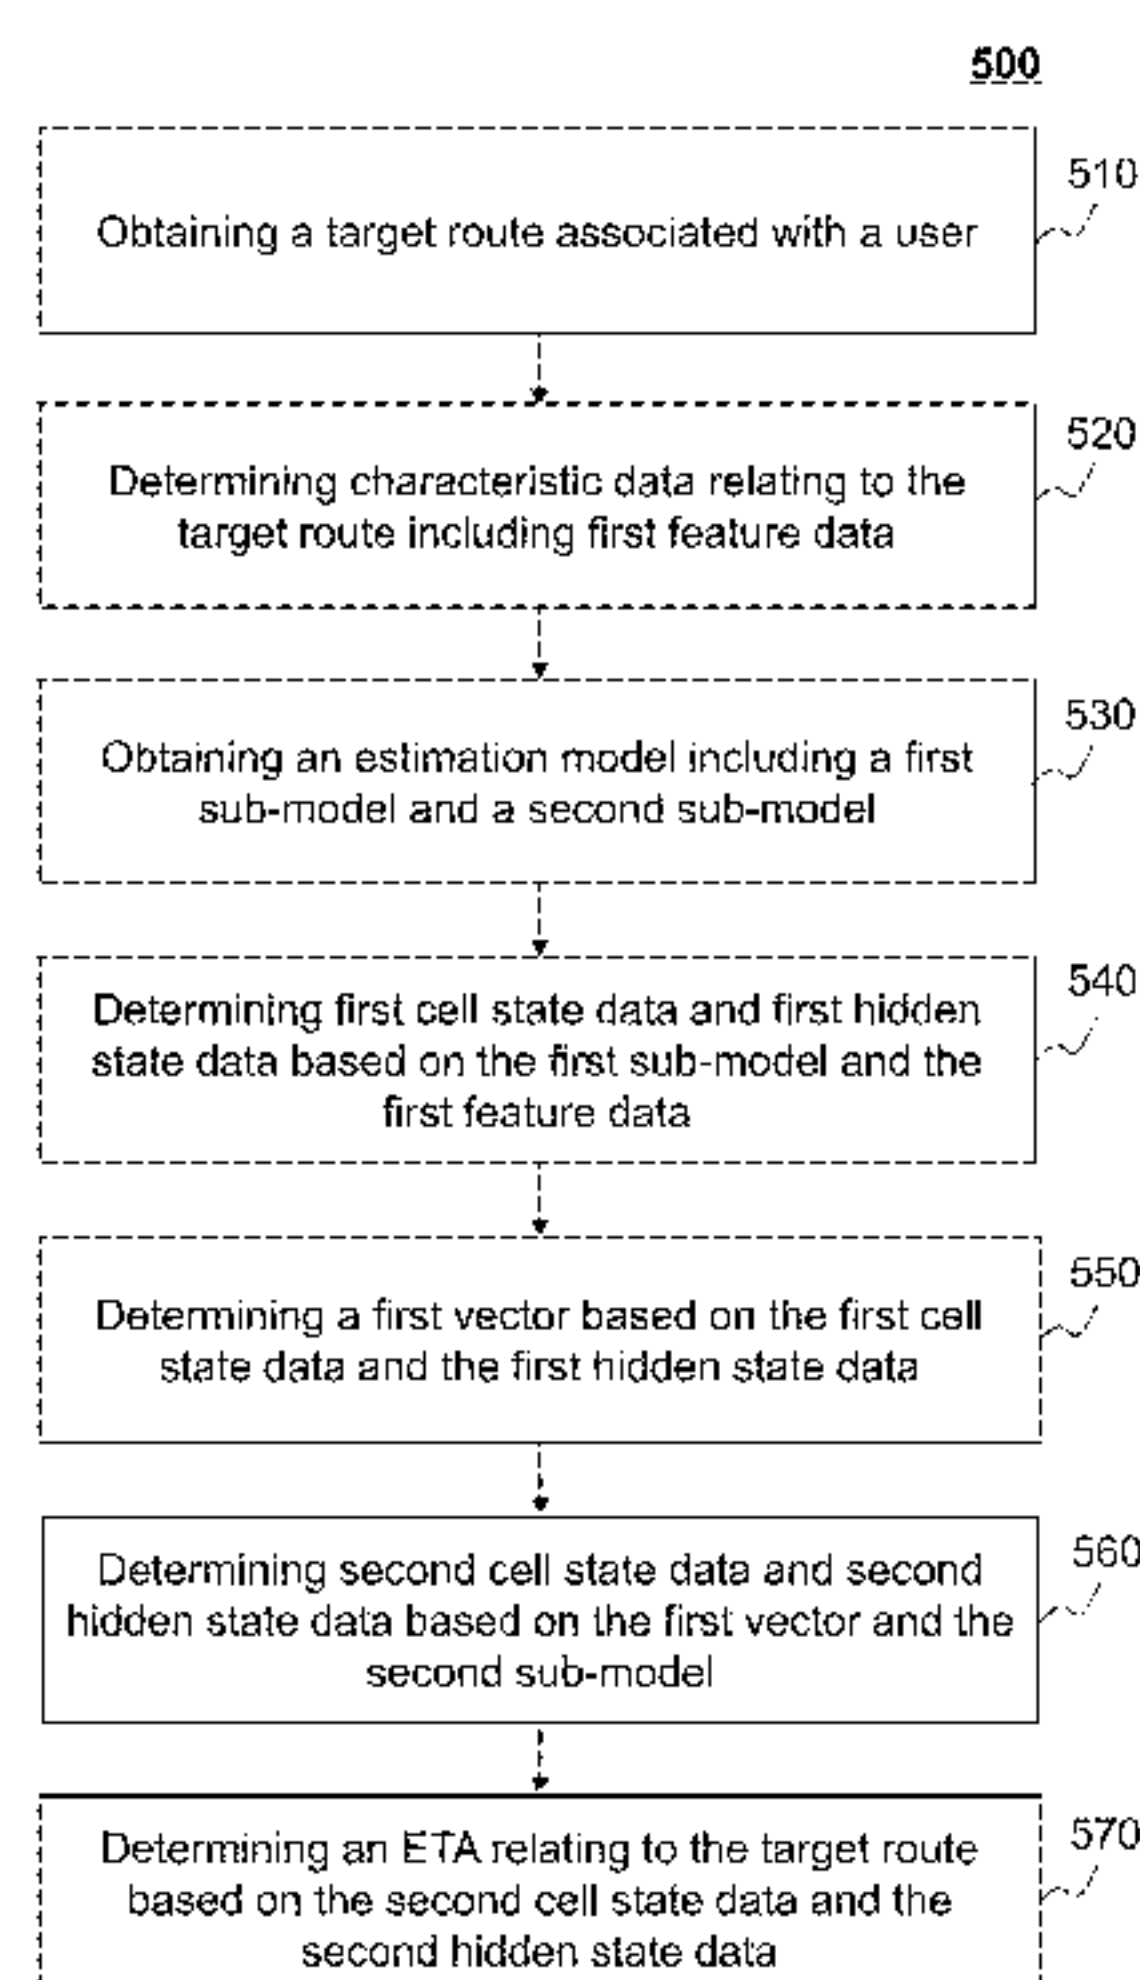 500
510
Obtaining a target route associated with a user
520
Determining characteristic data relating to the
target route including first feature data
530
Obtaining an estimation model including a first
sub-model and a second sub-model
540
Determining first cell state data and first hidden
state data based on the first sub-model and the
first feature data
550
Determining a first vector based on the first cell
state data and the first hidden state data
560
Determining second cell state data and second
hidden state data based on the first vector and the
second sub-model
570
Determining an ETA relating to the target route
based on the second cell state data and the
second hidden state data